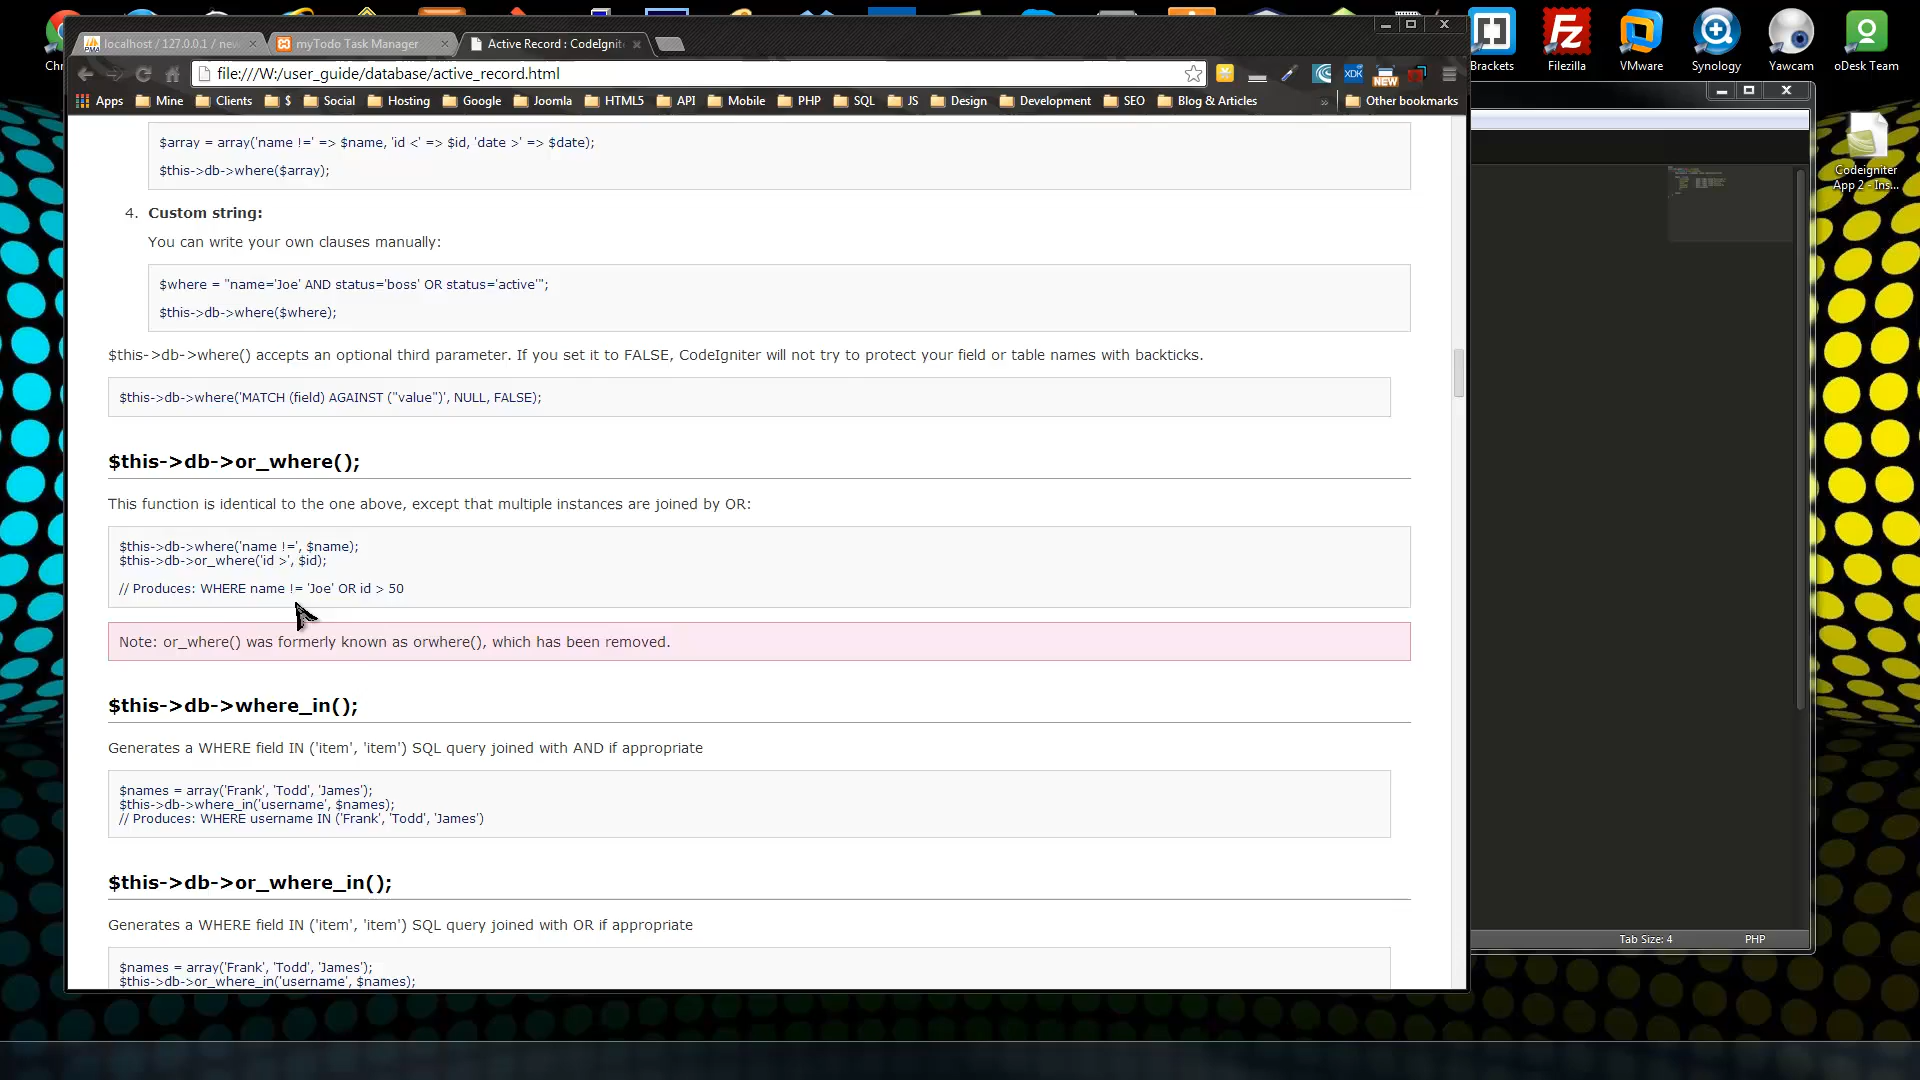 localhost / 127.0.0.1 / new
myTodo Task Manager
Active Record : CodeIgnit
file:///W:/user_guide/database/active_record.html
Apps Mine Clients $ Social Hosting Google Joomla HTML5 API Mobile PHP SQL JS Design Development SEO Blog & Articles » Other bookmarks
XDK
NEW
Brackets
Filezilla
VMware
Synology
Yawcam
oDesk Team
Codeigniter
App 2 - Ins...
$array = array('name !=' => $name, 'id <' => $id, 'date >' => $date);
$this->db->where($array);
4. Custom string:
You can write your own clauses manually:
$where = "name='Joe' AND status='boss' OR status='active'";
$this->db->where($where);
$this->db->where() accepts an optional third parameter. If you set it to FALSE, CodeIgniter will not try to protect your field or table names with backticks.
$this->db->where('MATCH (field) AGAINST ("value")', NULL, FALSE);
$this->db->or_where();
This function is identical to the one above, except that multiple instances are joined by OR:
$this->db->where('name !=', $name);
$this->db->or_where('id >', $id);
// Produces: WHERE name != 'Joe' OR id > 50
Note: or_where() was formerly known as orwhere(), which has been removed.
$this->db->where_in();
Generates a WHERE field IN ('item', 'item') SQL query joined with AND if appropriate
$names = array('Frank', 'Todd', 'James');
$this->db->where_in('username', $names);
// Produces: WHERE username IN ('Frank', 'Todd', 'James')
$this->db->or_where_in();
Generates a WHERE field IN ('item', 'item') SQL query joined with OR if appropriate
$names = array('Frank', 'Todd', 'James');
$this->db->or_where_in('username', $names);
Tab Size: 4
PHP